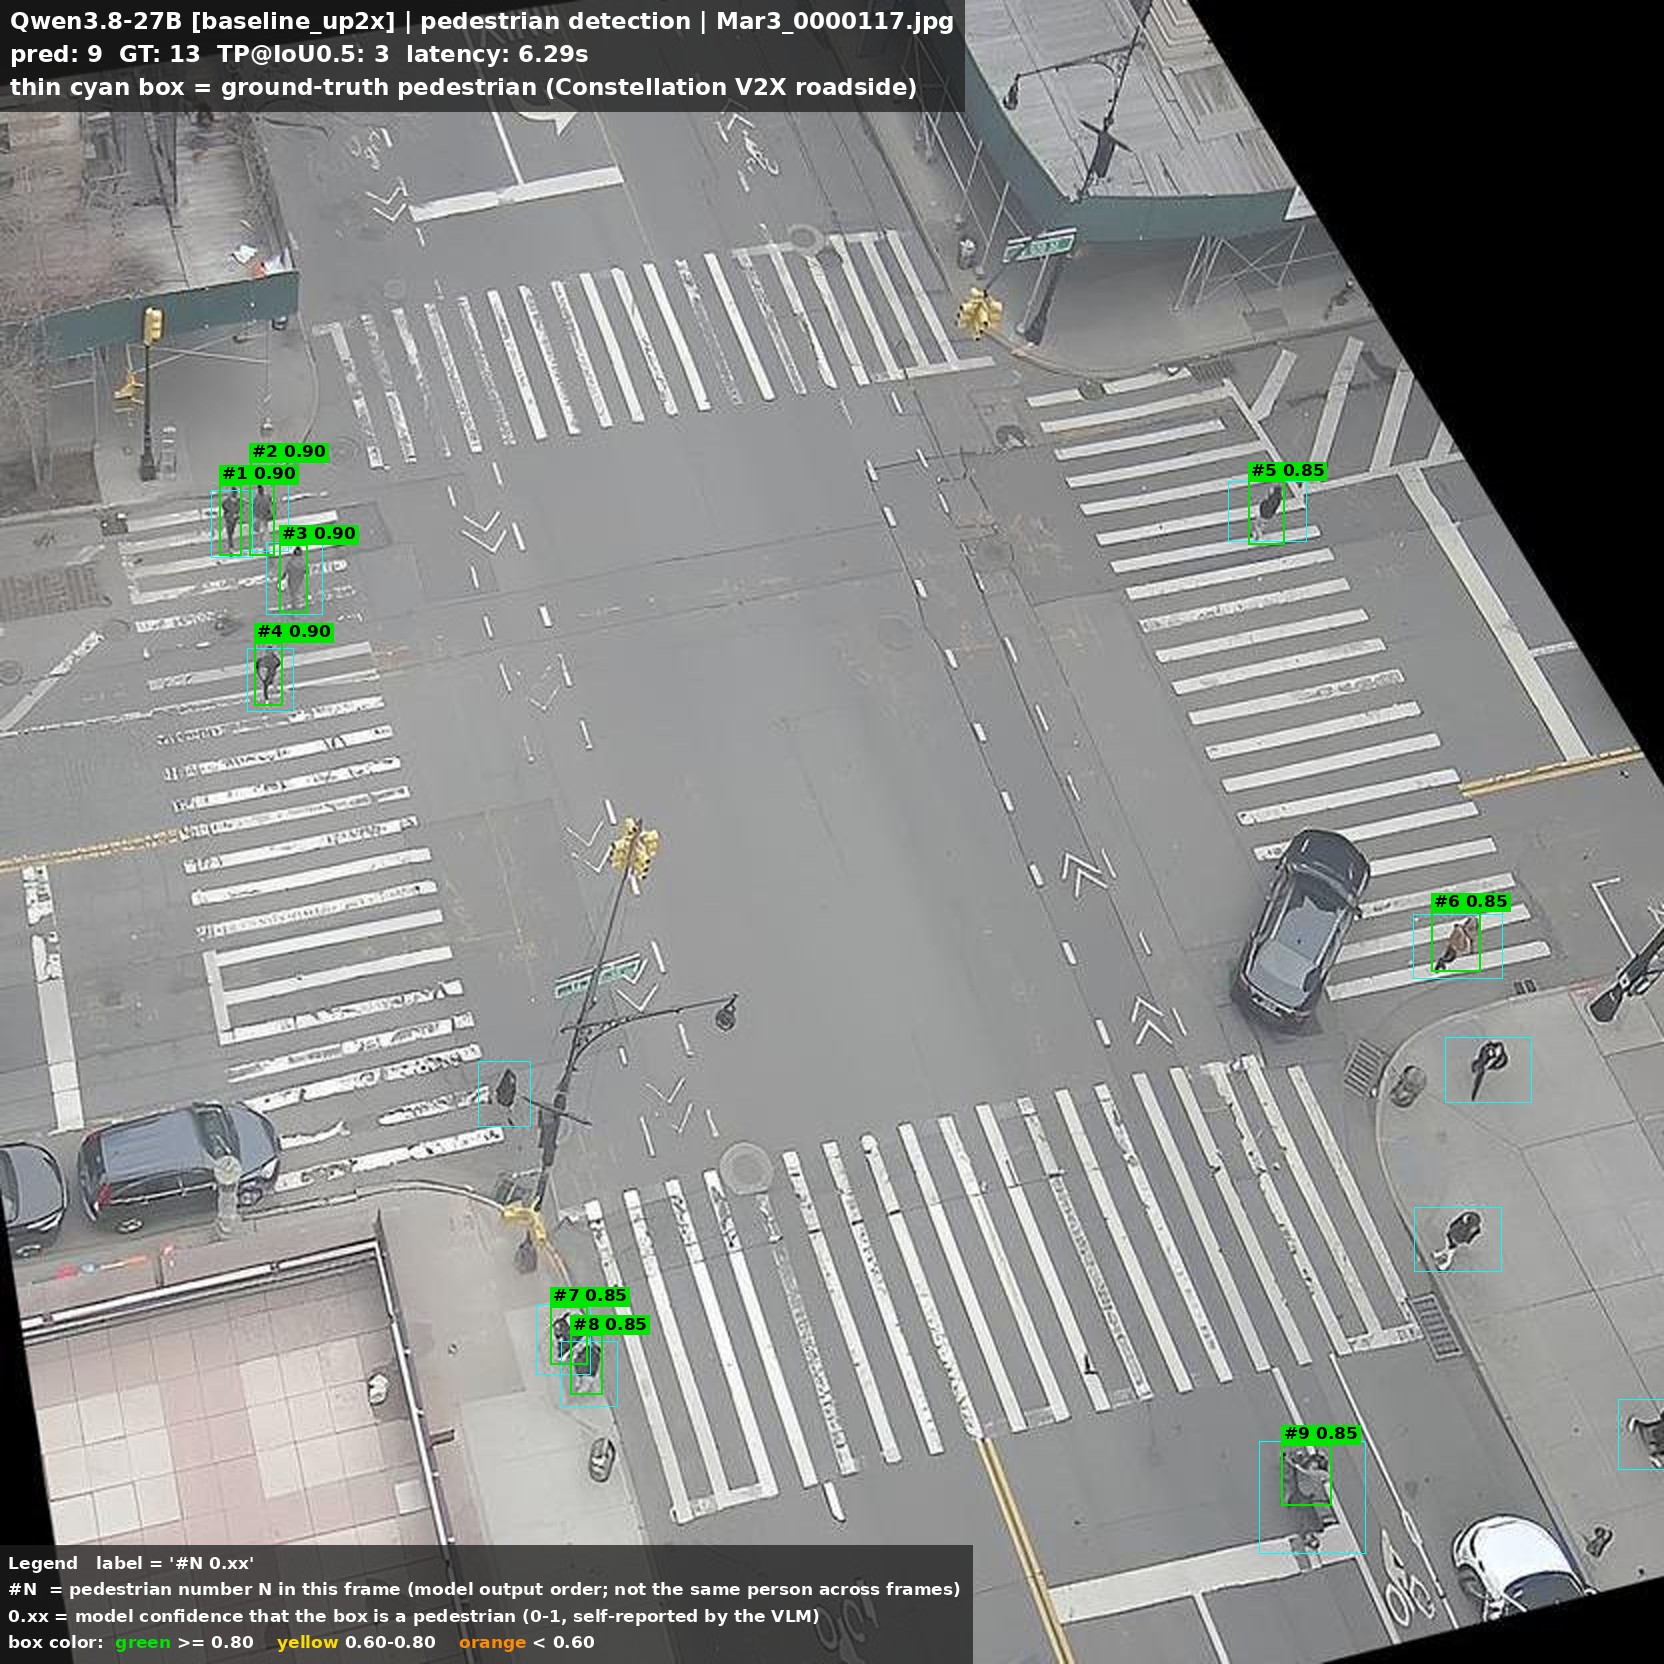 Qwen3.8-27B [baseline_up2x] | pedestrian detection | Mar3_0000117.jpg
pred: 9  GT: 13  TP@IoU0.5: 3  latency: 6.29s
thin cyan box = ground-truth pedestrian (Constellation V2X roadside)
#2 0.90
#1 0.90
#5 0.85
#3 0.90
#4 0.90
#6 0.85
#7 0.85
#8 0.85
#9 0.85
Legend   label = '#N 0.xx'
#N  = pedestrian number N in this frame (model output order; not the same person across frames)
0.xx = model confidence that the box is a pedestrian (0-1, self-reported by the VLM)
box color:  green >= 0.80    yellow 0.60-0.80    orange < 0.60